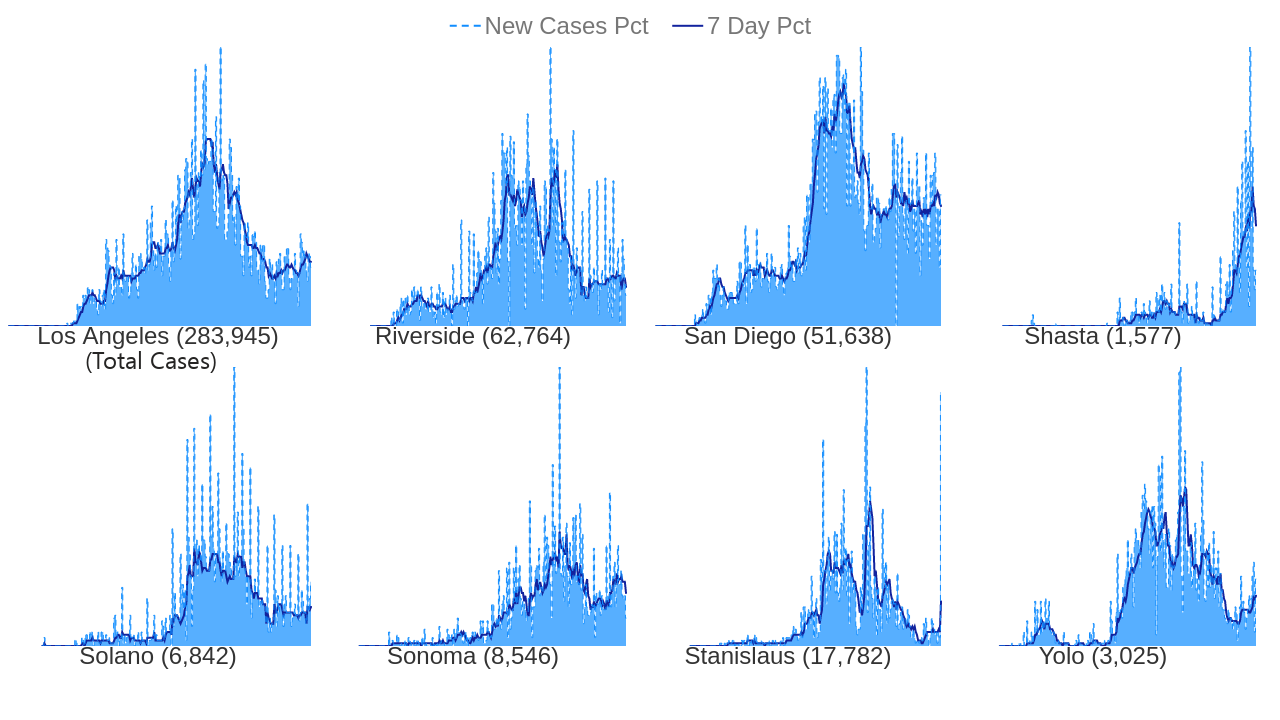 New Cases Pct 7 Day Pct
Los Angeles (283,945) Riverside (62,764) San Diego (51,638) Shasta (1,577)
(Total Cases)
Solano (6,842) Sonoma (8,546) Stanislaus (17,782) Yolo (3,025)